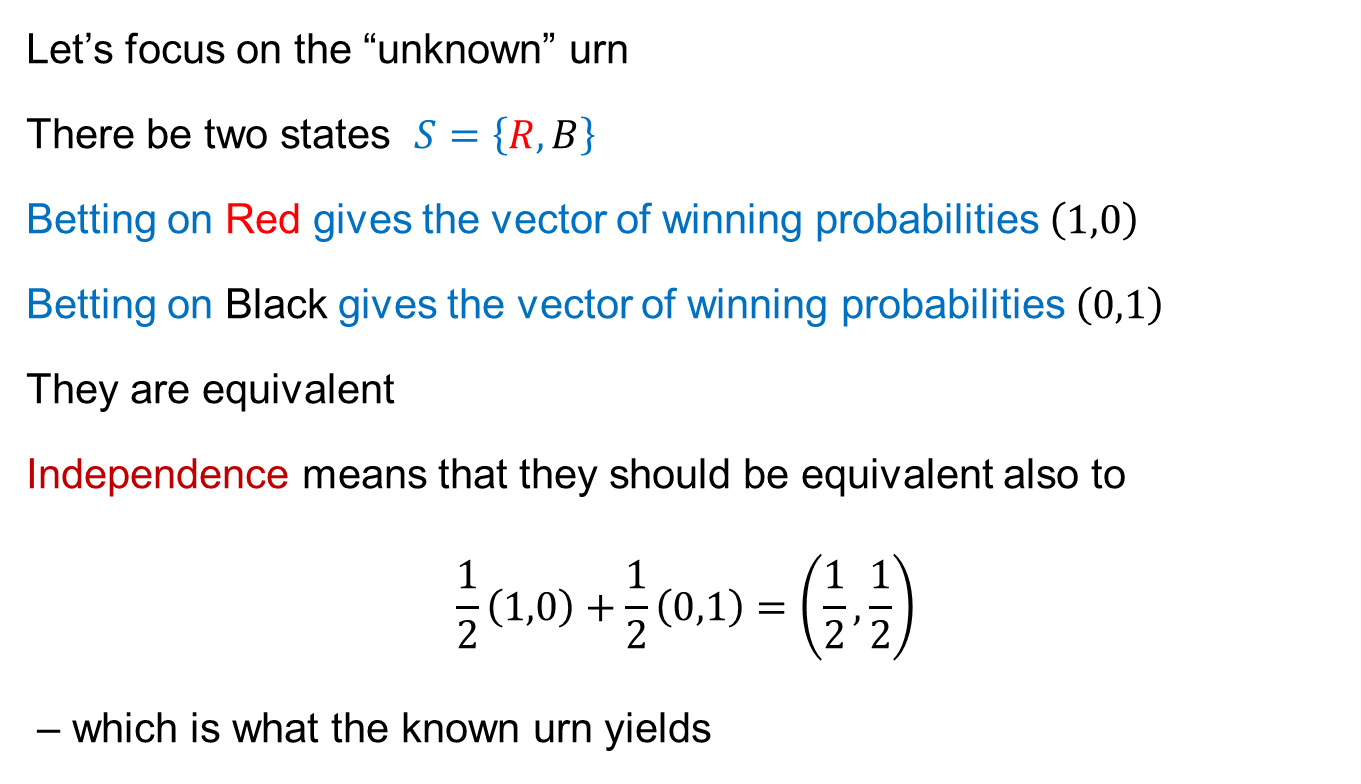 Let’s focus on the “unknown” urn
There be two states S = {R, B}
Betting on Red gives the vector of winning probabilities (1,0)
Betting on Black gives the vector of winning probabilities (0,1)
They are equivalent
Independence means that they should be equivalent also to
1/2 (1,0) + 1/2 (0,1) = (1/2, 1/2)
– which is what the known urn yields